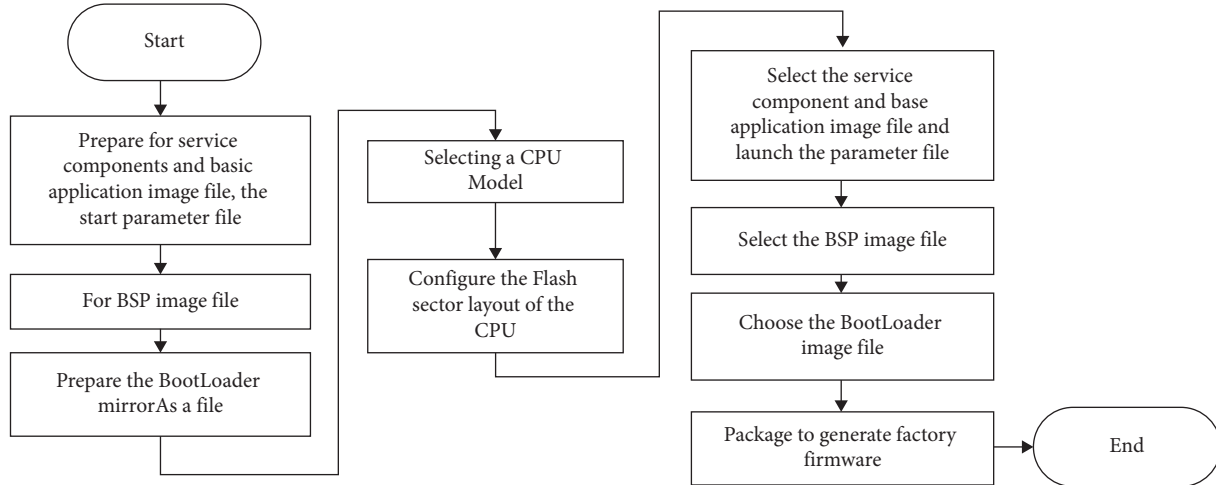 Start
Prepare for service
components and basic
application image file, the
start parameter file
For BSP image file
Prepare the BootLoader
mirrorAs a file
Selecting a CPU
Model
Configure the Flash
sector layout of the
CPU
Select the service
component and base
application image file and
launch the parameter file
Select the BSP image file
Choose the BootLoader
image file
Package to generate factory
firmware
End